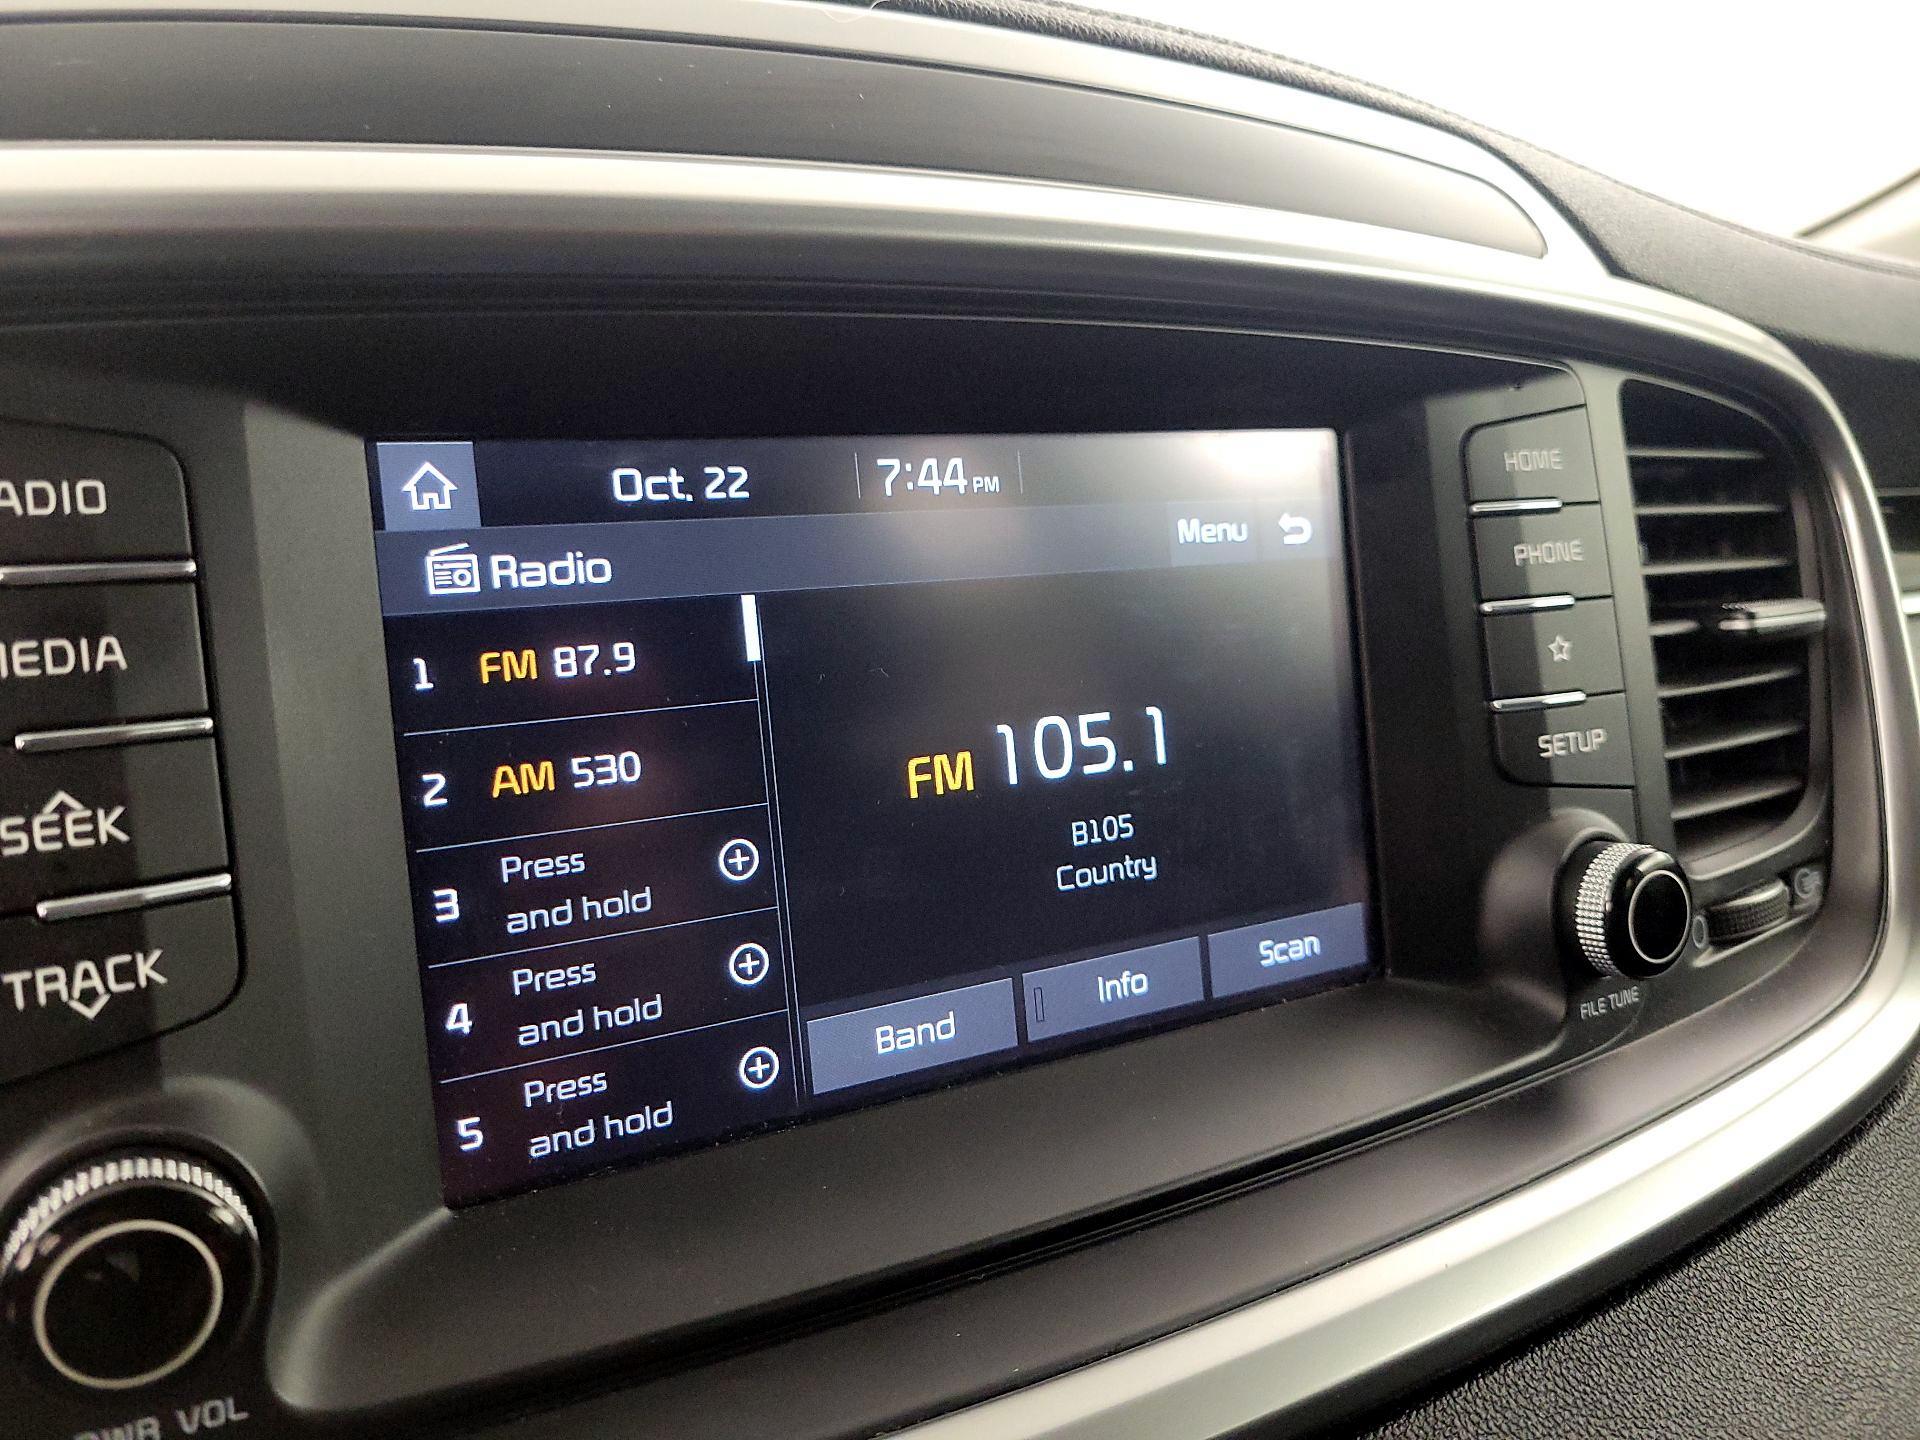 Oct. 22 7:44 PM
Menu
Radio
1 FM 87.9
2 AM 530
3 Press
and hold
4 Press
and hold
5 Press
and hold
FM 105.1
B105
Country
Band Info Scan
ADIO
EDIA
SEEK
TRACK
PWR VOL
HOME
PHONE
SETUP
FILE TUNE